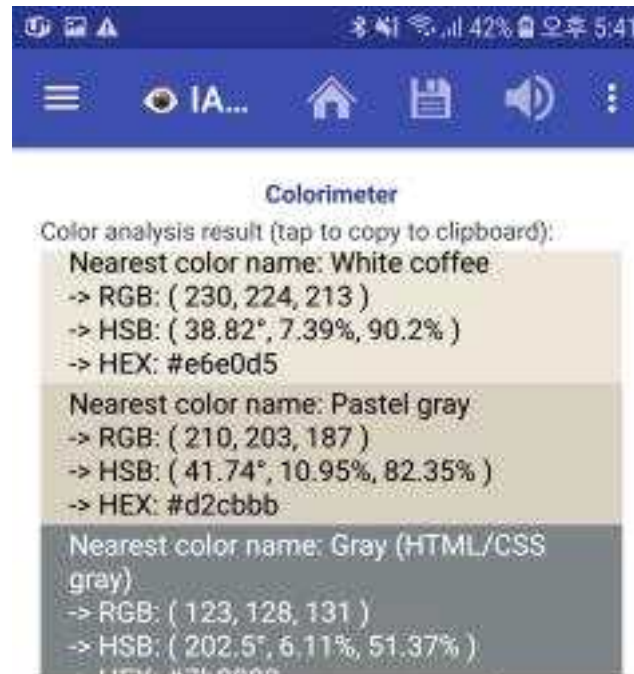 42% 오후 5:41
IA...
Colorimeter
Color analysis result (tap to copy to clipboard):
Nearest color name: White coffee
-> RGB: ( 230, 224, 213 )
-> HSB: ( 38.82°, 7.39%, 90.2% )
-> HEX: #e6e0d5
Nearest color name: Pastel gray
-> RGB: ( 210, 203, 187 )
-> HSB: ( 41.74°, 10.95%, 82.35% )
-> HEX: #d2cbbb
Nearest color name: Gray (HTML/CSS
gray)
-> RGB: ( 123, 128, 131 )
-> HSB: ( 202.5°, 6.11%, 51.37% )